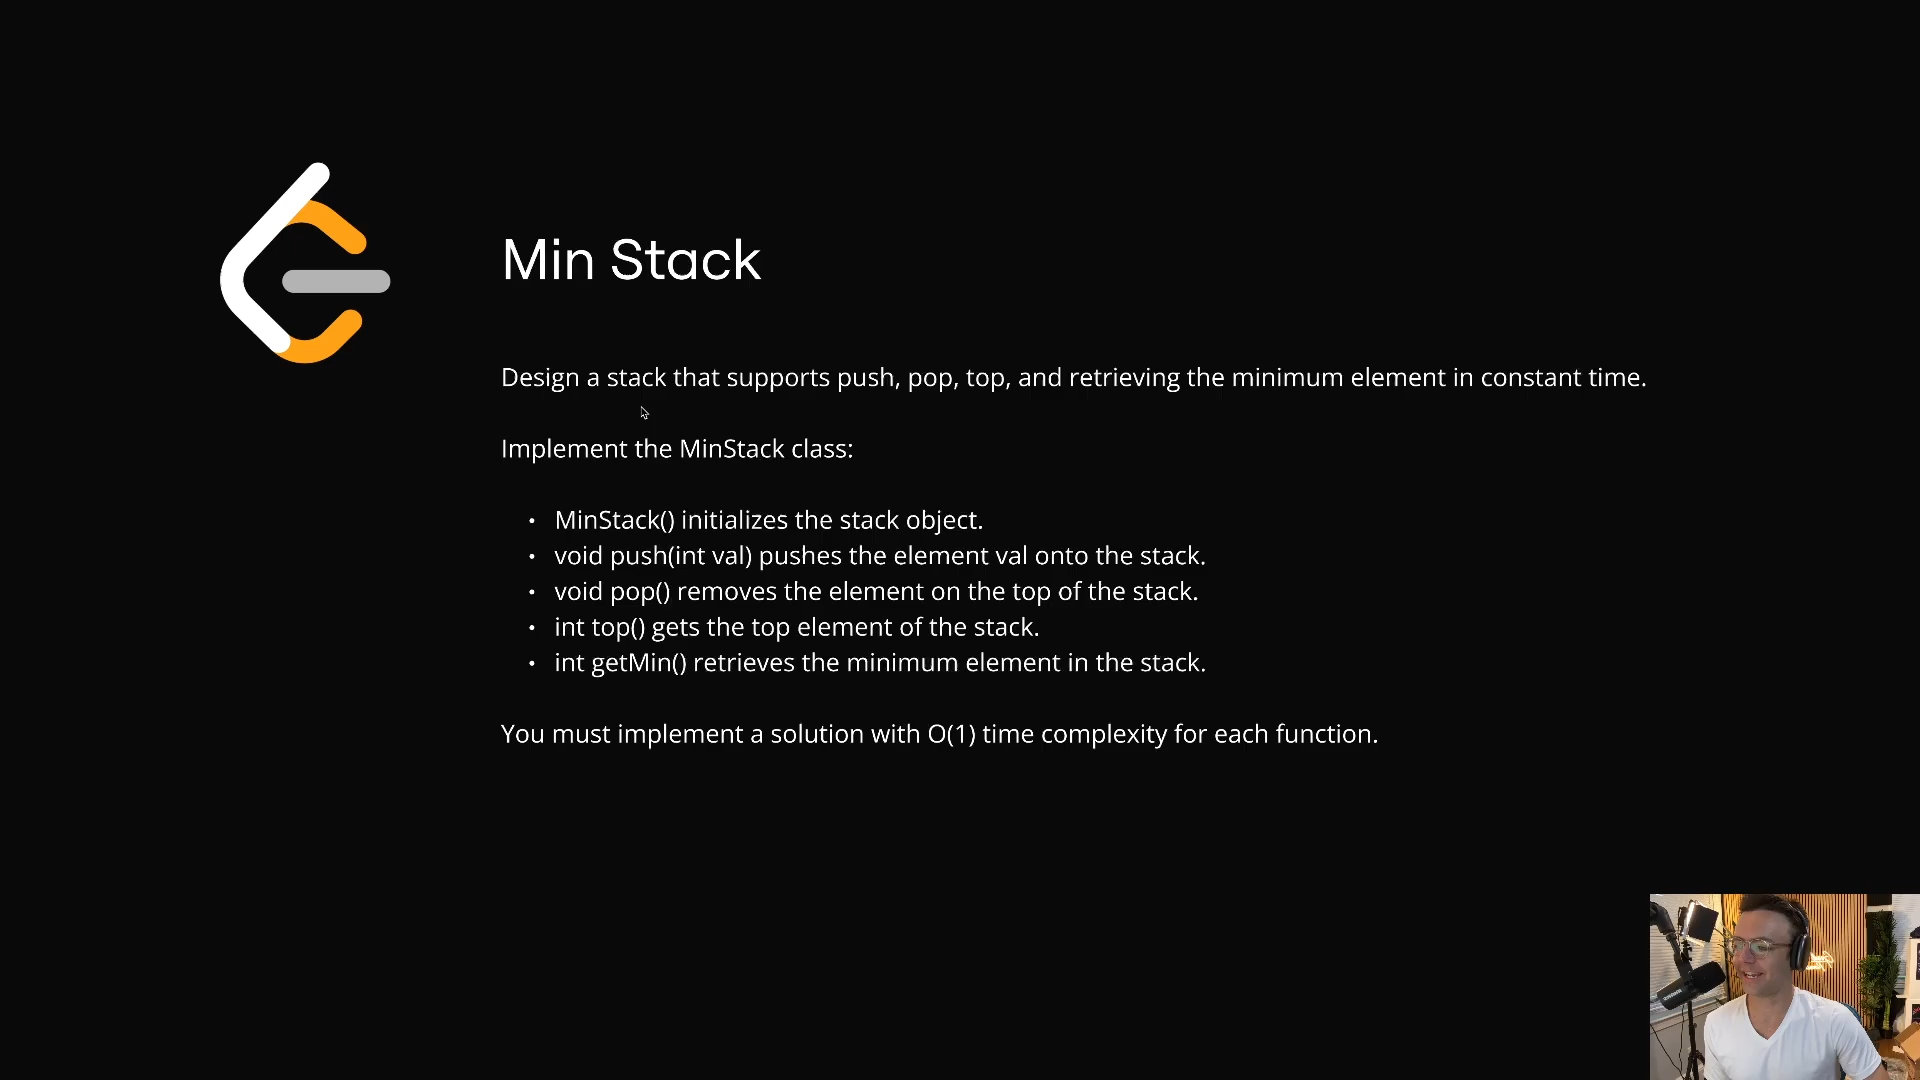 Min Stack
Design a stack that supports push, pop, top, and retrieving the minimum element in constant time.
Implement the MinStack class:
• MinStack() initializes the stack object.
• void push(int val) pushes the element val onto the stack.
• void pop() removes the element on the top of the stack.
• int top() gets the top element of the stack.
• int getMin() retrieves the minimum element in the stack.
You must implement a solution with O(1) time complexity for each function.